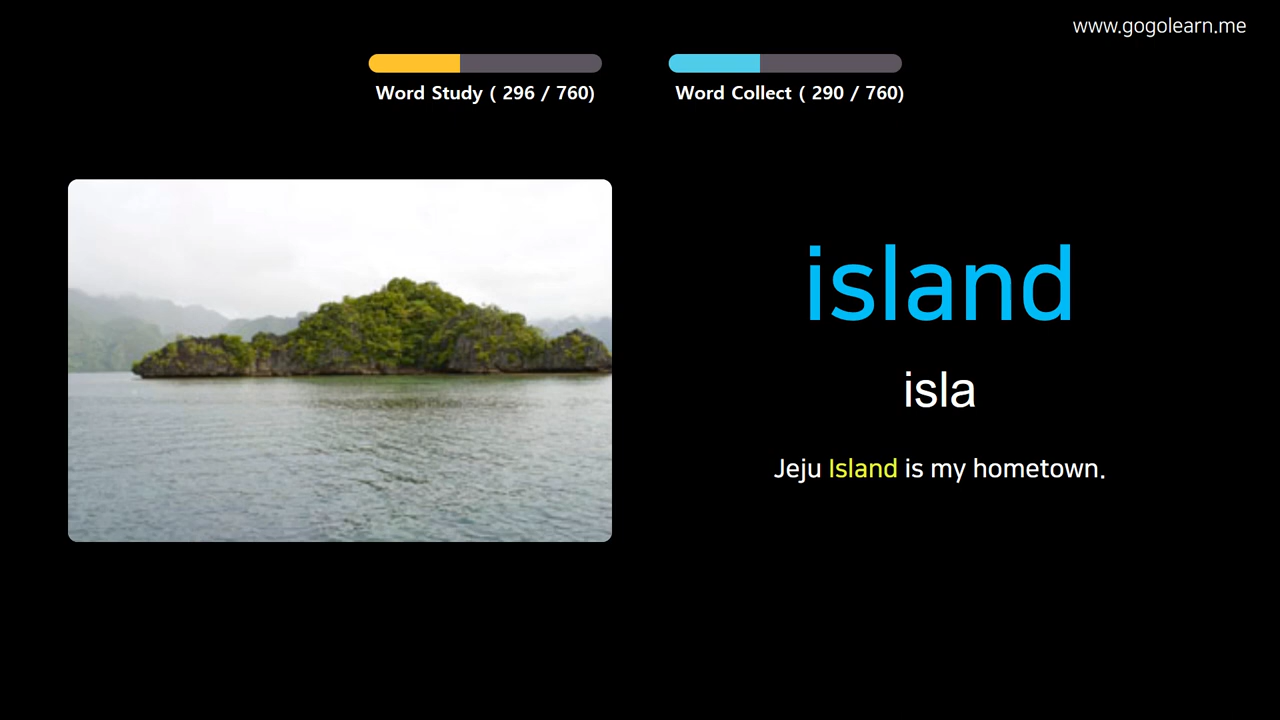 www.gogolearn.me
Word Study ( 296 / 760)
Word Collect ( 290 / 760)
island
isla
Jeju Island is my hometown.